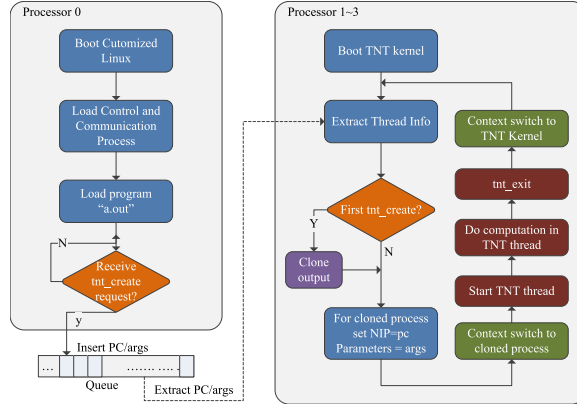 Processor 0
Boot Cutomized
Linux
Load Control and
Communication
Process
Load program
“a.out”
N
Receive
tnt_create
request?
y
Insert PC/args
... ....... .... .
Queue
Extract PC/args
Processor 1~3
Boot TNT kernel
Extract Thread Info
First tnt_create?
Y
N
Clone
output
For cloned process
set NIP=pc
Parameters = args
Context switch to
TNT Kernel
tnt_exit
Do computation in
TNT thread
Start TNT thread
Context switch to
cloned process